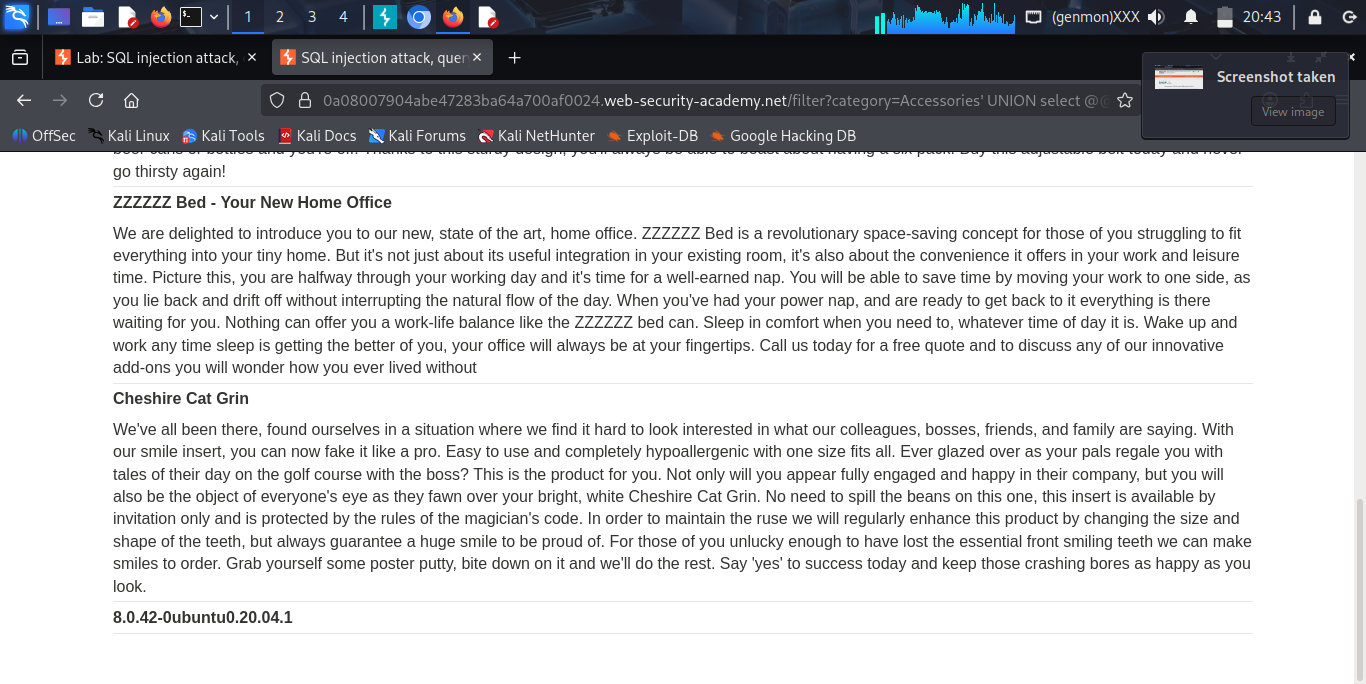 1 2 3 4 (genmon)XXX 20:43
Lab: SQL injection attack, SQL injection attack, quer
Screenshot taken
View image
0a08007904abe47283ba64a700af0024.web-security-academy.net/filter?category=Accessories' UNION select @
OffSec Kali Linux Kali Tools Kali Docs Kali Forums Kali NetHunter Exploit-DB Google Hacking DB
go thirsty again!
ZZZZZZ Bed - Your New Home Office
We are delighted to introduce you to our new, state of the art, home office. ZZZZZZ Bed is a revolutionary space-saving concept for those of you struggling to fit
everything into your tiny home. But it's not just about its useful integration in your existing room, it's also about the convenience it offers in your work and leisure
time. Picture this, you are halfway through your working day and it's time for a well-earned nap. You will be able to save time by moving your work to one side, as
you lie back and drift off without interrupting the natural flow of the day. When you've had your power nap, and are ready to get back to it everything is there
waiting for you. Nothing can offer you a work-life balance like the ZZZZZZ bed can. Sleep in comfort when you need to, whatever time of day it is. Wake up and
work any time sleep is getting the better of you, your office will always be at your fingertips. Call us today for a free quote and to discuss any of our innovative
add-ons you will wonder how you ever lived without
Cheshire Cat Grin
We've all been there, found ourselves in a situation where we find it hard to look interested in what our colleagues, bosses, friends, and family are saying. With
our smile insert, you can now fake it like a pro. Easy to use and completely hypoallergenic with one size fits all. Ever glazed over as your pals regale you with
tales of their day on the golf course with the boss? This is the product for you. Not only will you appear fully engaged and happy in their company, but you will
also be the object of everyone's eye as they fawn over your bright, white Cheshire Cat Grin. No need to spill the beans on this one, this insert is available by
invitation only and is protected by the rules of the magician's code. In order to maintain the ruse we will regularly enhance this product by changing the size and
shape of the teeth, but always guarantee a huge smile to be proud of. For those of you unlucky enough to have lost the essential front smiling teeth we can make
smiles to order. Grab yourself some poster putty, bite down on it and we'll do the rest. Say 'yes' to success today and keep those crashing bores as happy as you
look.
8.0.42-0ubuntu0.20.04.1